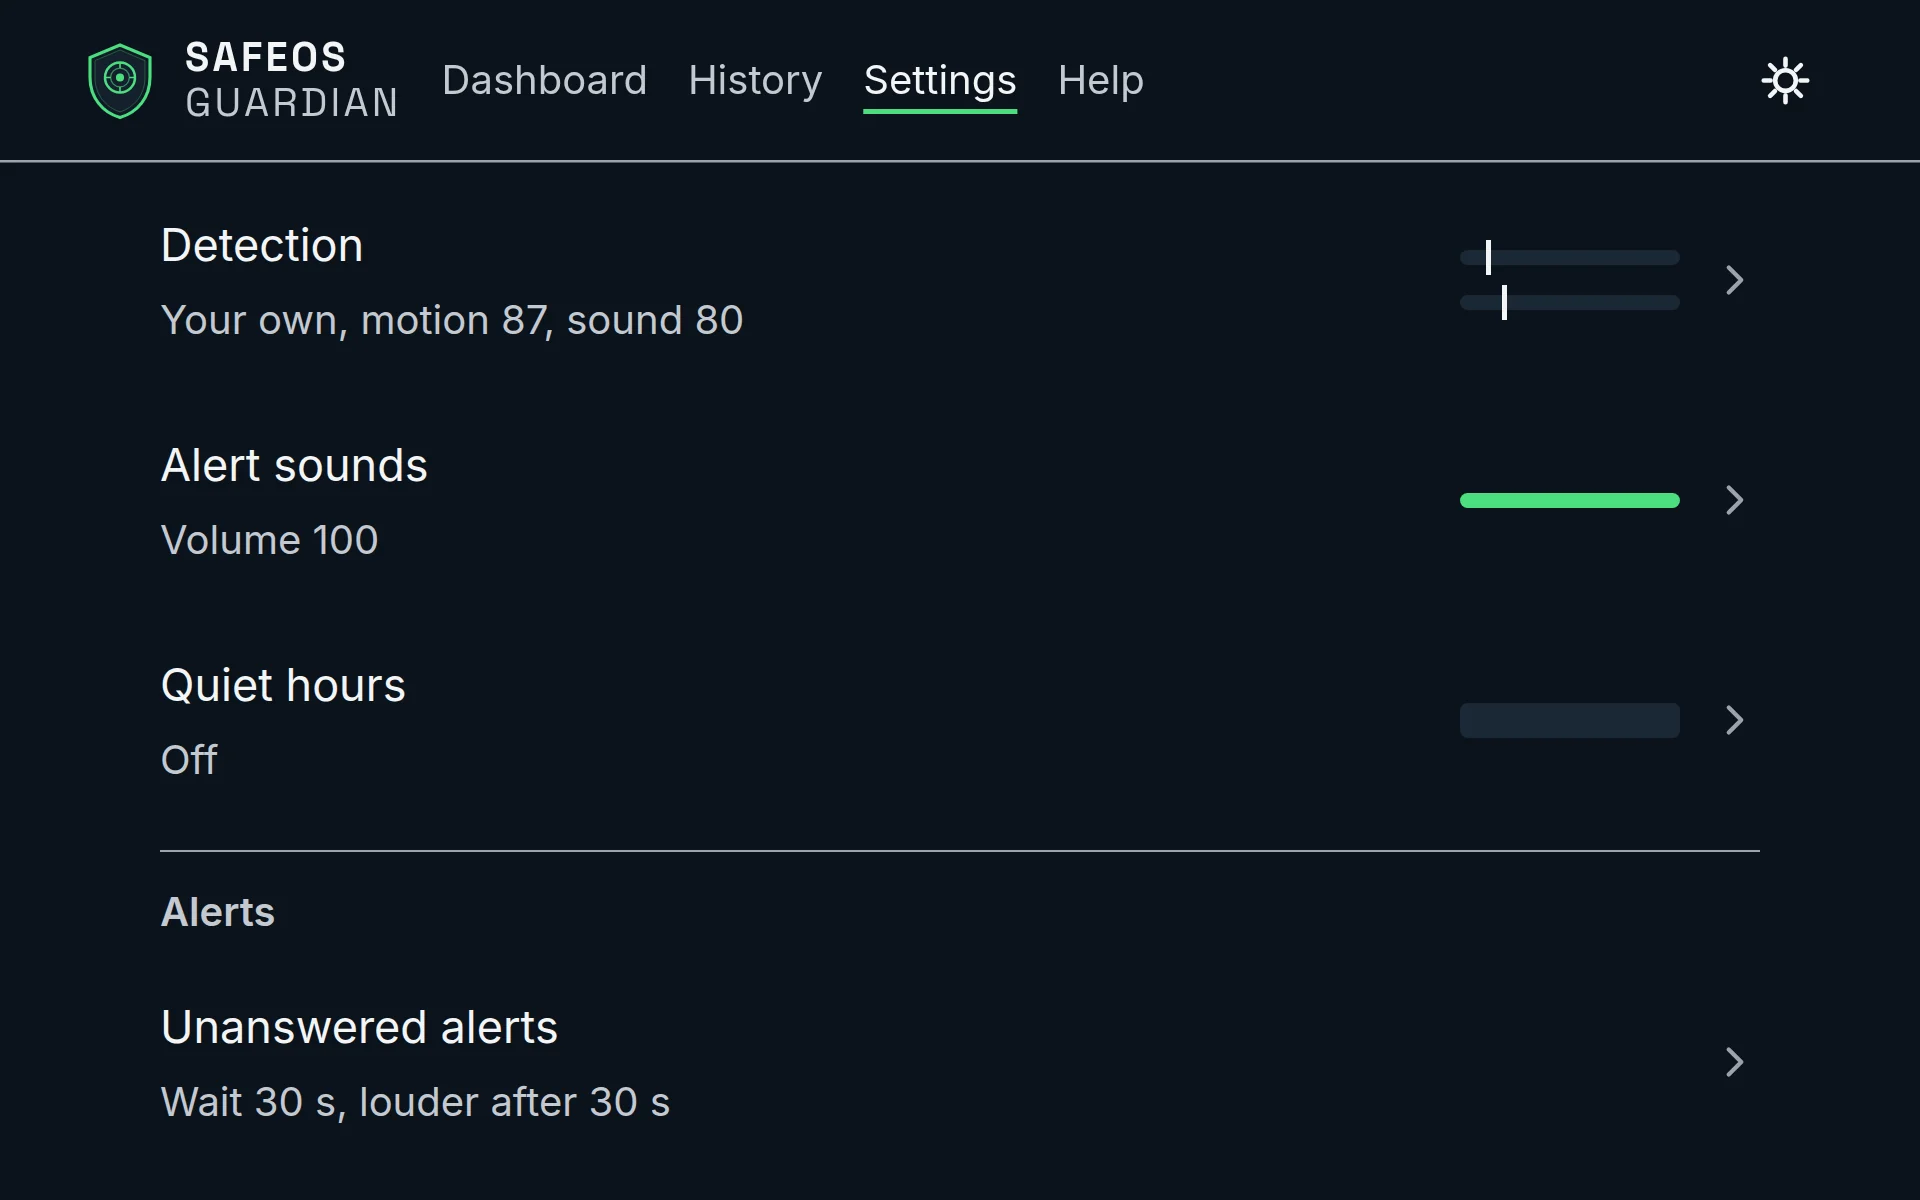 SAFEOS
GUARDIAN
Dashboard
History
Settings
Help
Detection
Your own, motion 87, sound 80
Alert sounds
Volume 100
Quiet hours
Off
Alerts
Unanswered alerts
Wait 30 s, louder after 30 s